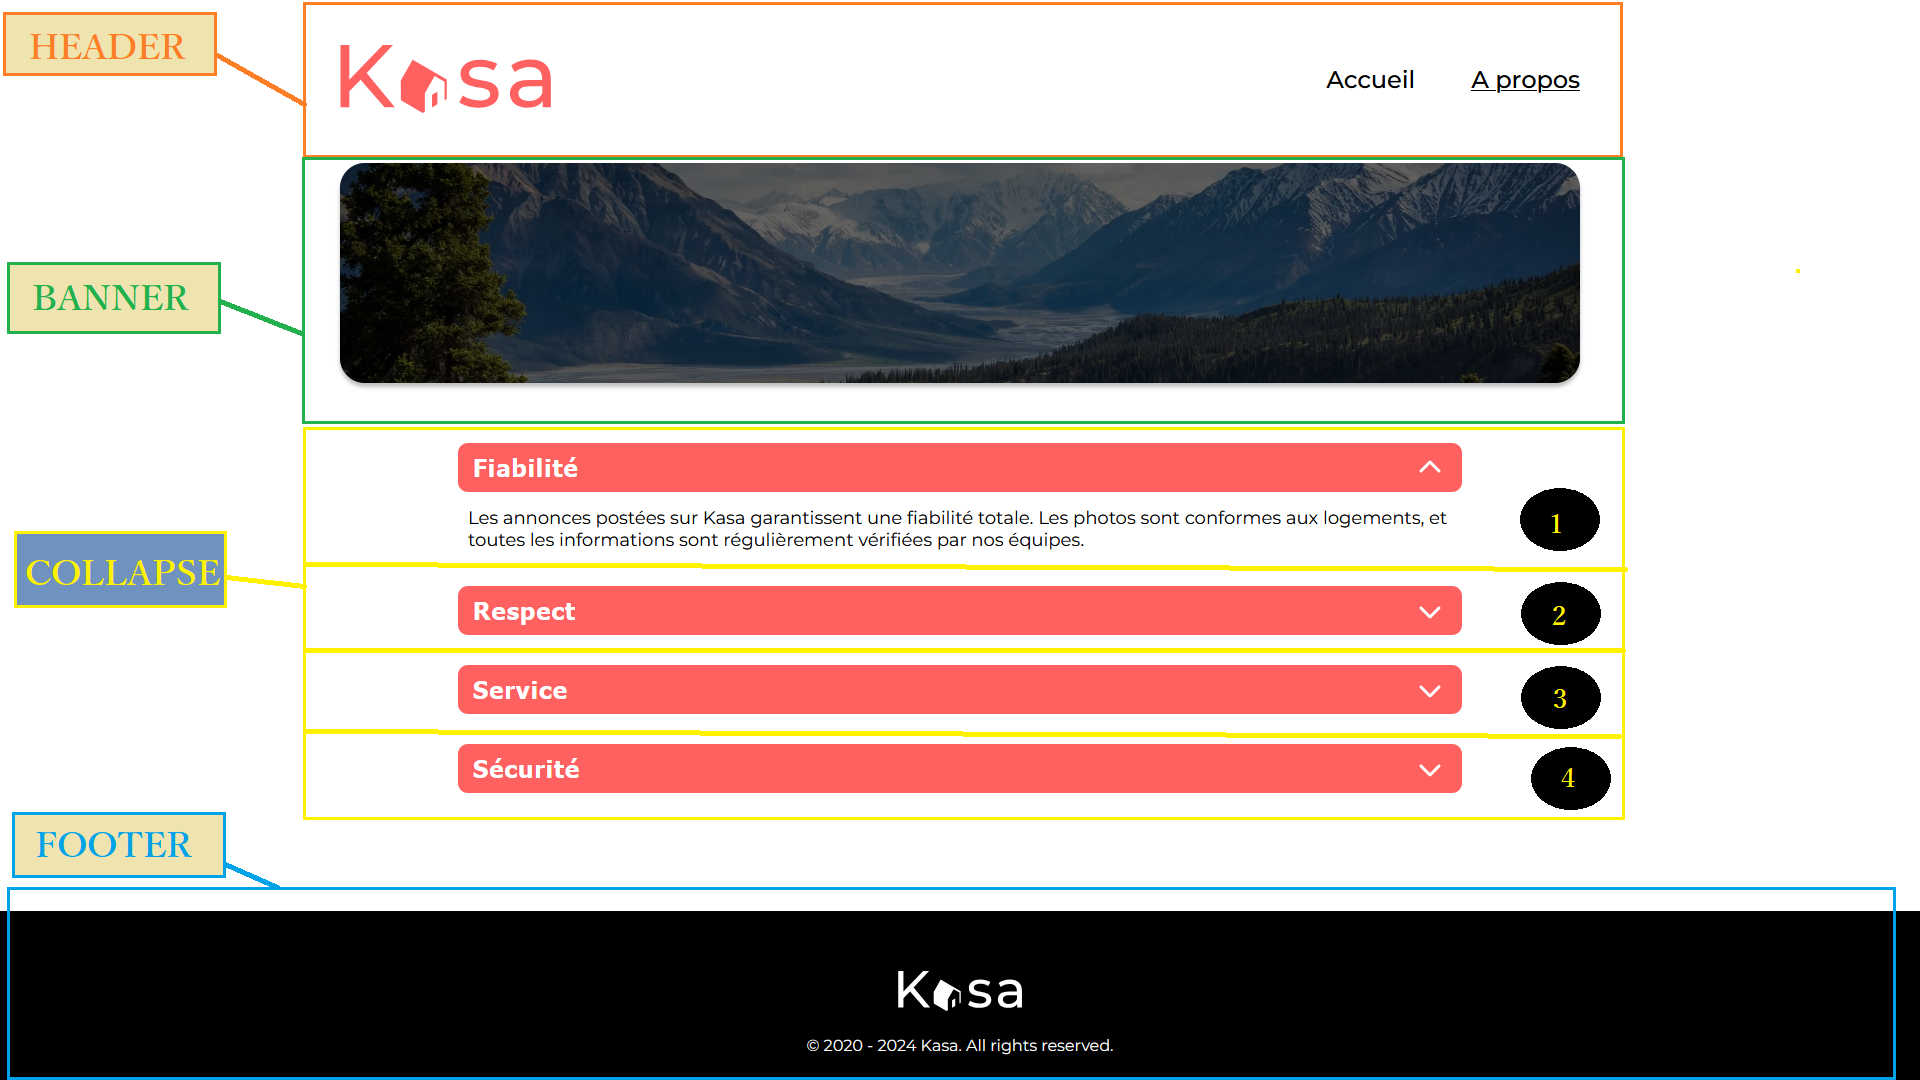 HEADER
Kasa
Accueil
A propos
BANNER
Fiabilité
Les annonces postées sur Kasa garantissent une fiabilité totale. Les photos sont conformes aux logements, et
toutes les informations sont régulièrement vérifiées par nos équipes.
1
COLLAPSE
Respect
2
Service
3
Sécurité
4
FOOTER
Kasa
© 2020 - 2024 Kasa. All rights reserved.